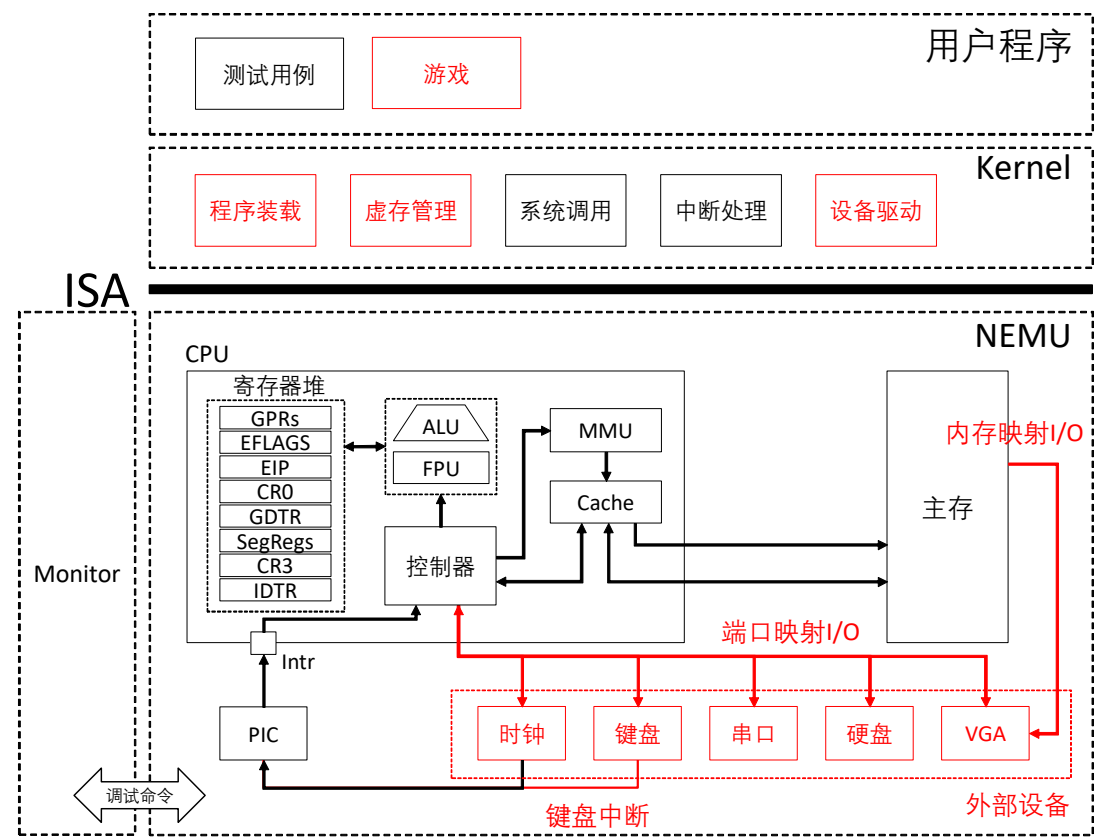 用户程序
测试用例
游戏
Kernel
程序装载
虚存管理
系统调用
中断处理
设备驱动
ISA
NEMU
CPU
寄存器堆
GPRs
EFLAGS
EIP
CR0
GDTR
SegRegs
CR3
IDTR
ALU
FPU
MMU
Cache
控制器
主存
内存映射I/O
Monitor
端口映射I/O
Intr
PIC
时钟
键盘
串口
硬盘
VGA
调试命令
键盘中断
外部设备